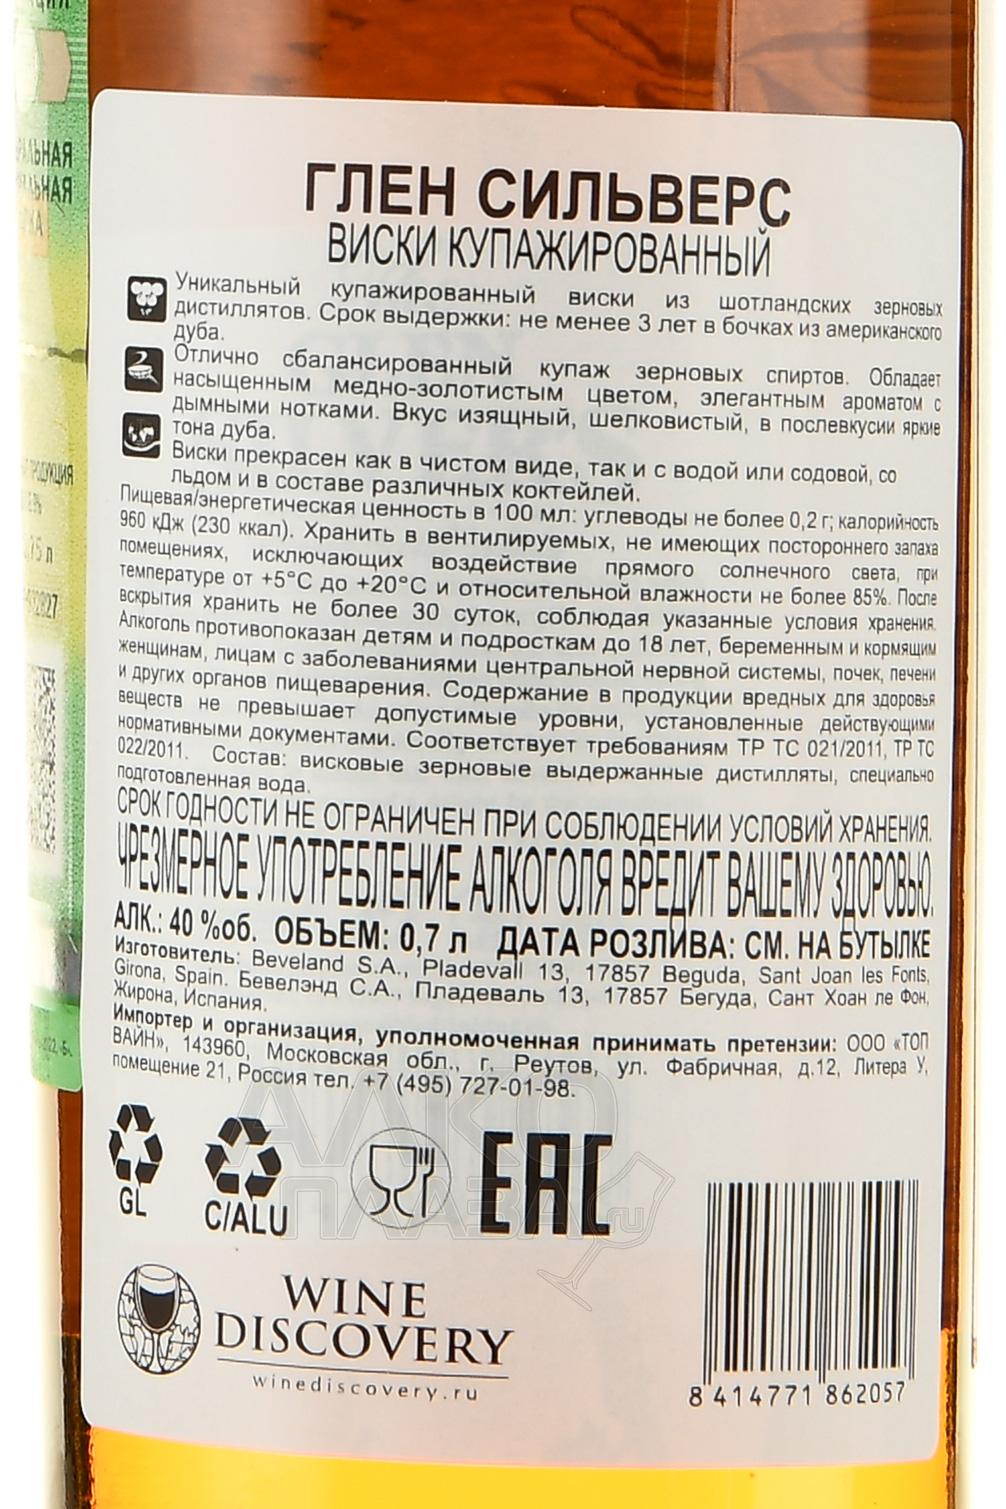 ГЛЕН СИЛЬВЕРС
ВИСКИ КУПАЖИРОВАННЫЙ
Уникальный купажированный виски из шотландских зерновых
дистиллятов. Срок выдержки: не менее 3 лет в бочках из американского
дуба.
Отлично сбалансированный купаж зерновых спиртов. Обладает
насыщенным медно-золотистым цветом, элегантным ароматом с
дымными нотками. Вкус изящный, шелковистый, в послевкусии яркие
тона дуба.
Виски прекрасен как в чистом виде, так и с водой или содовой, со
льдом и в составе различных коктейлей.
Пищевая/энергетическая ценность в 100 мл: углеводы не более 0,2 г; калорийность
960 кДж (230 ккал). Хранить в вентилируемых, не имеющих постороннего запаха
помещениях, исключающих воздействие прямого солнечного света, при
температуре от +5°С до +20°С и относительной влажности не более 85%. После
вскрытия хранить не более 30 суток, соблюдая указанные условия хранения.
Алкоголь противопоказан детям и подросткам до 18 лет, беременным и кормящим
женщинам, лицам с заболеваниями центральной нервной системы, почек, печени
и других органов пищеварения. Содержание в продукции вредных для здоровья
веществ не превышает допустимые уровни, установленные действующими
нормативными документами. Соответствует требованиям ТР ТС 021/2011, ТР ТС
022/2011. Состав: висковые зерновые выдержанные дистилляты, специально
подготовленная вода.
СРОК ГОДНОСТИ НЕ ОГРАНИЧЕН ПРИ СОБЛЮДЕНИИ УСЛОВИЙ ХРАНЕНИЯ.
ЧРЕЗМЕРНОЕ УПОТРЕБЛЕНИЕ АЛКОГОЛЯ ВРЕДИТ ВАШЕМУ ЗДОРОВЬЮ.
АЛК.: 40 %об. ОБЪЕМ: 0,7 л ДАТА РОЗЛИВА: СМ. НА БУТЫЛКЕ
Изготовитель: Beveland S.A., Pladevall 13, 17857 Beguda, Sant Joan les Fonts,
Girona, Spain. Бевелэнд С.А., Пладеваль 13, 17857 Бегуда, Сант Хоан ле Фон,
Жирона, Испания.
Импортер и организация, уполномоченная принимать претензии: ООО «ТОП
ВАЙН», 143960, Московская обл., г. Реутов, ул. Фабричная, д.12, Литера У,
помещение 21, Россия тел. +7 (495) 727-01-98.
GL
C/ALU
EAC
WINE
DISCOVERY
winediscovery.ru
8 414771 862057
АЛКО
ПЛАЗА
.ru